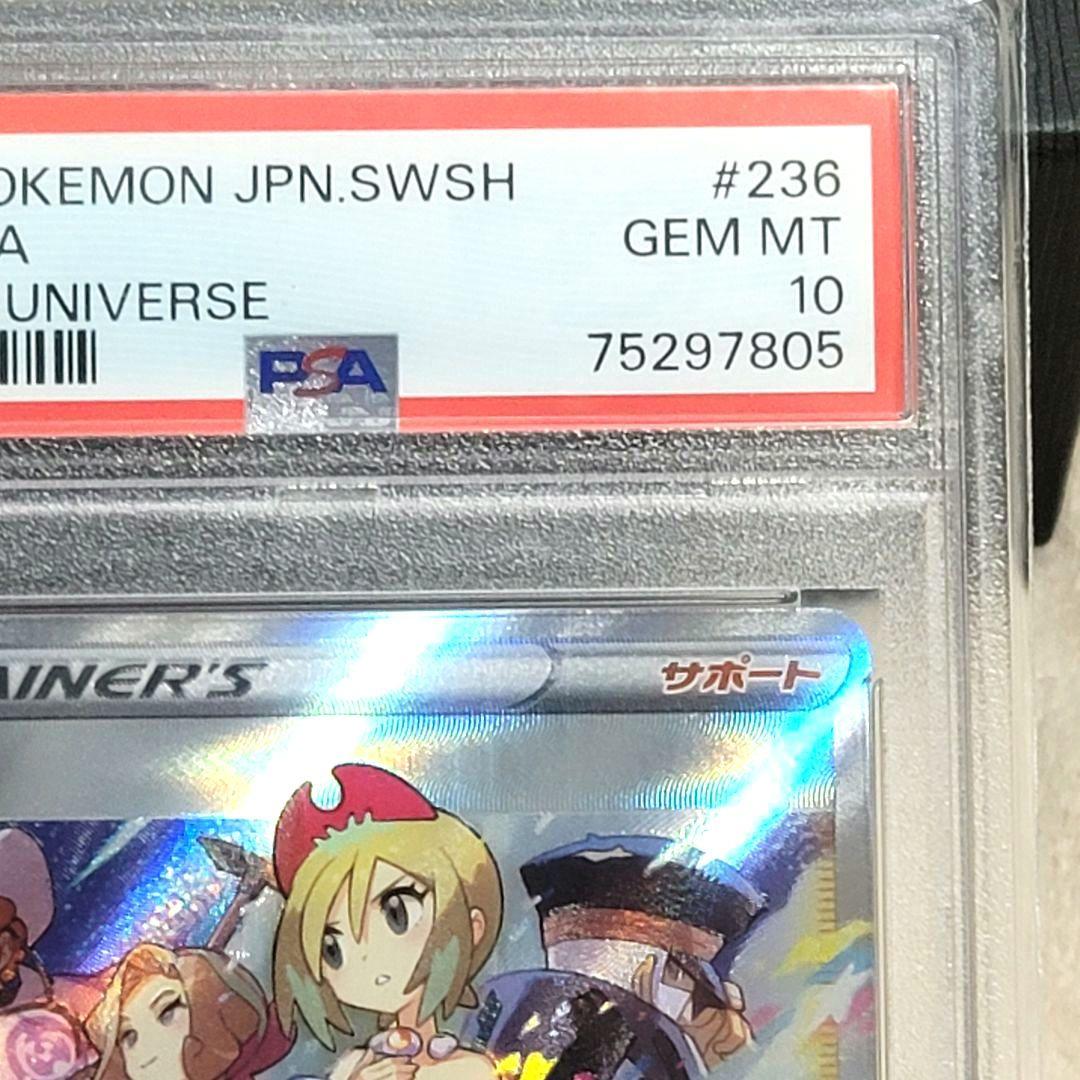 OKEMON JPN.SWSH #236
A GEM MT
UNIVERSE 10
75297805
PSA
AINER'S サポート